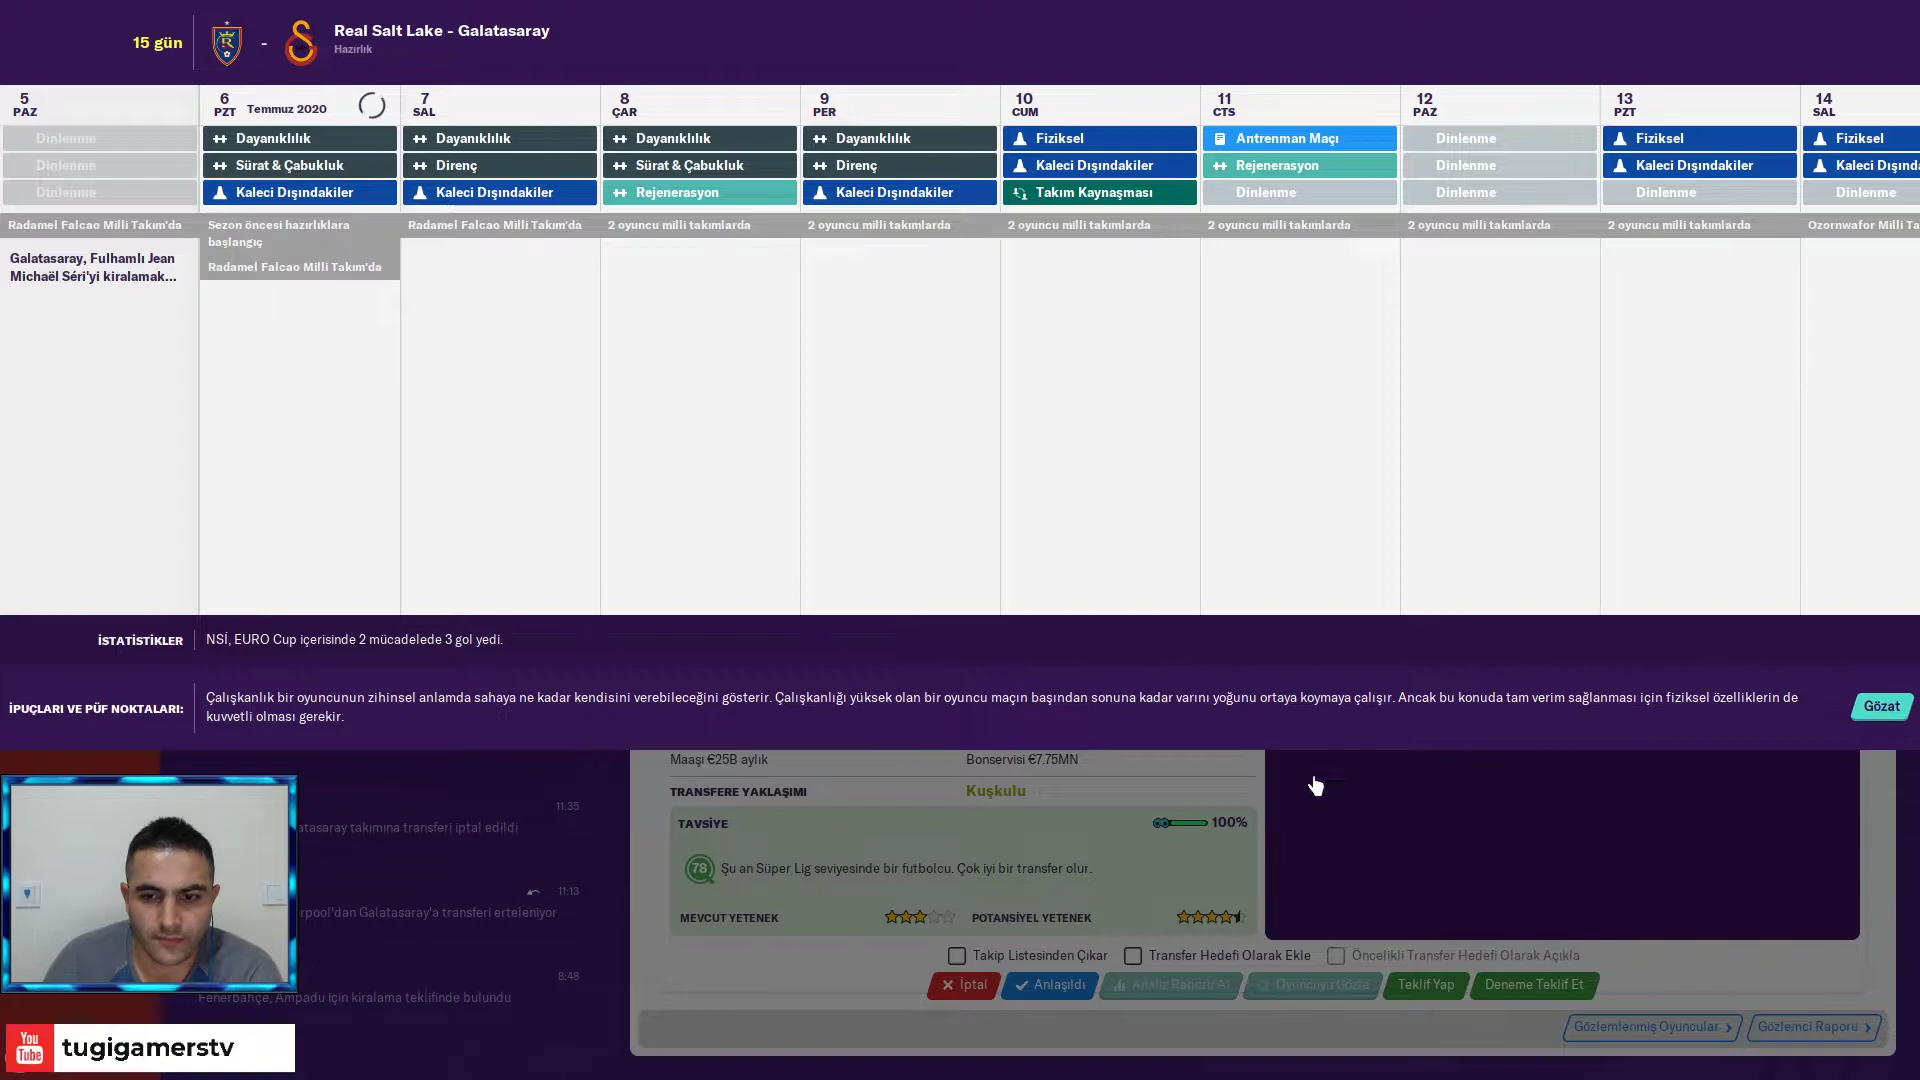 15 gün
-
Real Salt Lake - Galatasaray
Hazırlık
5
PAZ
6
PZT Temmuz 2020
7
SAL
8
ÇAR
9
PER
10
CUM
11
CTS
12
PAZ
13
PZT
14
SAL
Dinlenme
Dayanıklılık
Dayanıklılık
Dayanıklılık
Dayanıklılık
Fiziksel
Antrenman Maçı
Dinlenme
Fiziksel
Fiziksel
Dinlenme
Sürat & Çabukluk
Direnç
Sürat & Çabukluk
Direnç
Kaleci Dışındakiler
Rejenerasyon
Dinlenme
Kaleci Dışındakiler
Kaleci Dışında
Dinlenme
Kaleci Dışındakiler
Kaleci Dışındakiler
Rejenerasyon
Kaleci Dışındakiler
Takım Kaynaşması
Dinlenme
Dinlenme
Dinlenme
Dinlenme
Radamel Falcao Milli Takım'da
Sezon öncesi hazırlıklara
başlangıç
Radamel Falcao Milli Takım'da
Radamel Falcao Milli Takım'da
2 oyuncu milli takımlarda
2 oyuncu milli takımlarda
2 oyuncu milli takımlarda
2 oyuncu milli takımlarda
2 oyuncu milli takımlarda
2 oyuncu milli takımlarda
Ozornwafor Milli Ta
Galatasaray, Fulhamlı Jean
Michaël Séri'yi kiralamak...
İSTATİSTİKLER
NSÍ, EURO Cup içerisinde 2 mücadelede 3 gol yedi.
İPUÇLARI VE PÜF NOKTALARI:
Çalışkanlık bir oyuncunun zihinsel anlamda sahaya ne kadar kendisini verebileceğini gösterir. Çalışkanlığı yüksek olan bir oyuncu maçın başından sonuna kadar varını yoğunu ortaya koymaya çalışır. Ancak bu konuda tam verim sağlanması için fiziksel özelliklerin de
kuvvetli olması gerekir.
Gözat
Maaşı €25B aylık
Bonservisi €7.75MN
TRANSFERE YAKLAŞIMI
Kuşkulu
TAVSİYE
100%
78
Şu an Süper Lig seviyesinde bir futbolcu. Çok iyi bir transfer olur.
MEVCUT YETENEK
POTANSİYEL YETENEK
Takip Listesinden Çıkar
Transfer Hedefi Olarak Ekle
Öncelikli Transfer Hedefi Olarak Açıkla
İptal
Anlaşıldı
Analiz Raporu Al
Oyuncuyu Gözle
Teklif Yap
Deneme Teklif Et
Gözlemlenmiş Oyuncular
Gözlemci Raporu
11.35
atasaray takımına transferi iptal edildi
11:13
rpool'dan Galatasaray'a transferi erteleniyor
8:48
Fenerbahçe, Ampadu için kiralama teklifinde bulundu
You
Tube
tugigamerstv